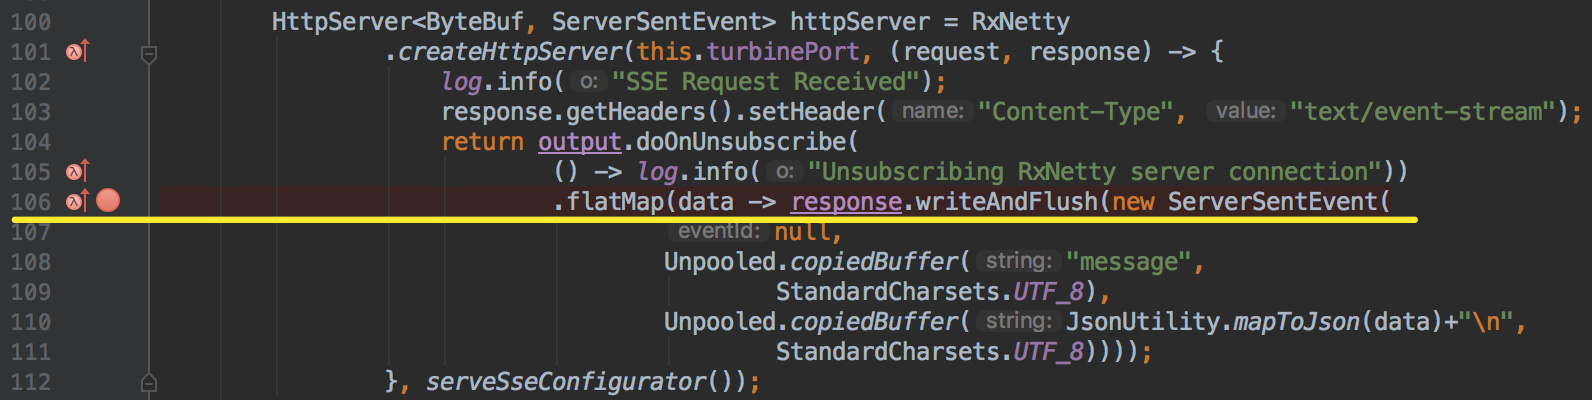 100 HttpServer<ByteBuf, ServerSentEvent> httpServer = RxNetty
101 λ .createHttpServer(this.turbinePort, (request, response) -> {
102 log.info( o: "SSE Request Received");
103 response.getHeaders().setHeader( name: "Content-Type", value: "text/event-stream");
104 return output.doOnUnsubscribe(
105 λ () -> log.info( o: "Unsubscribing RxNetty server connection"))
106 λ .flatMap(data -> response.writeAndFlush(new ServerSentEvent(
107 eventId: null,
108 Unpooled.copiedBuffer( string: "message",
109 StandardCharsets.UTF_8),
110 Unpooled.copiedBuffer( string: JsonUtility.mapToJson(data)+"\n",
111 StandardCharsets.UTF_8))));
112 }, serveSseConfigurator());